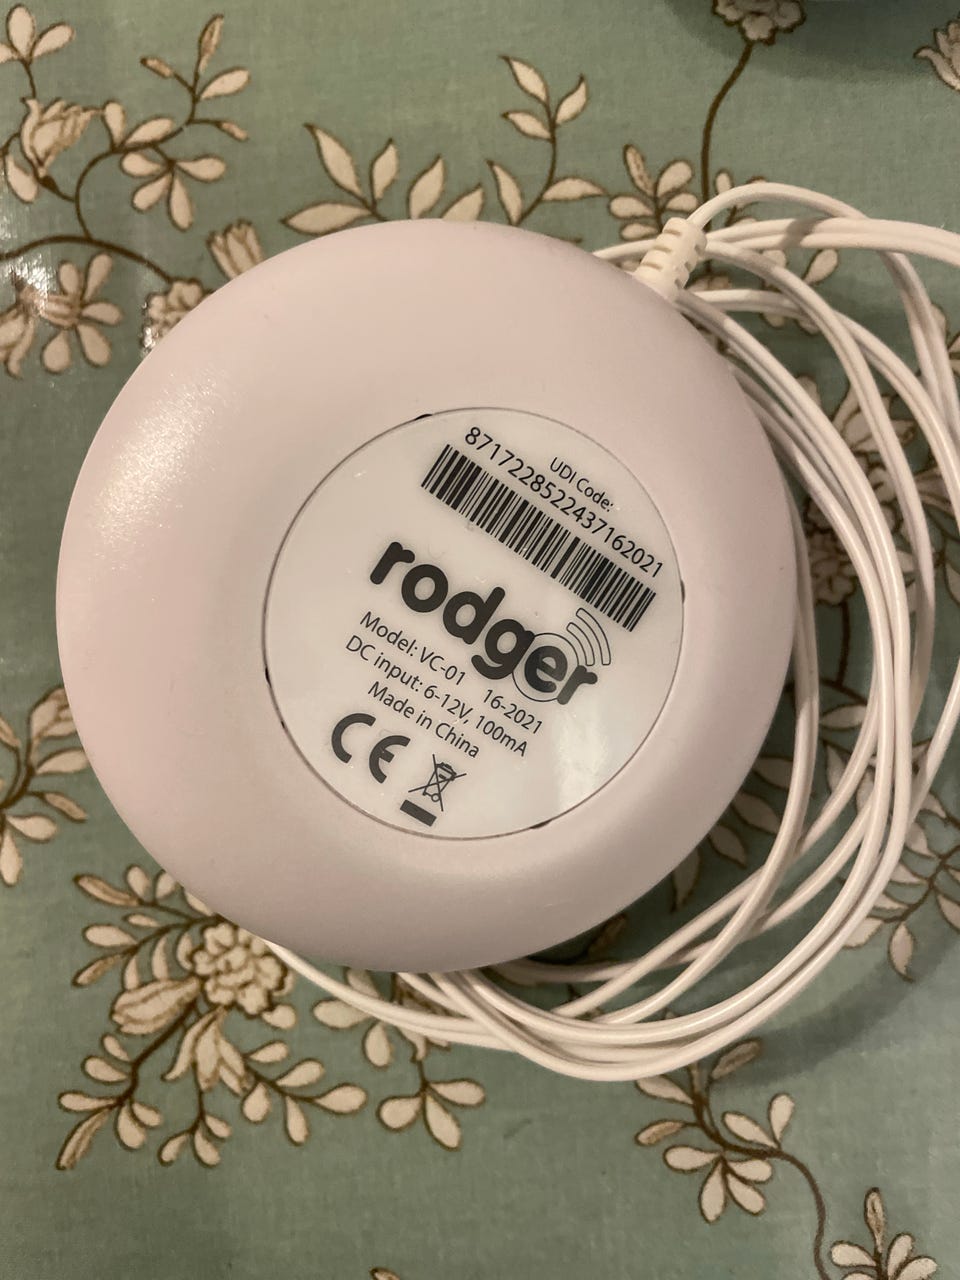 UDI Code:
8717228522437162021
rodger
Model: VC-01 16-2021
DC input: 6-12V, 100mA
Made in China
CE